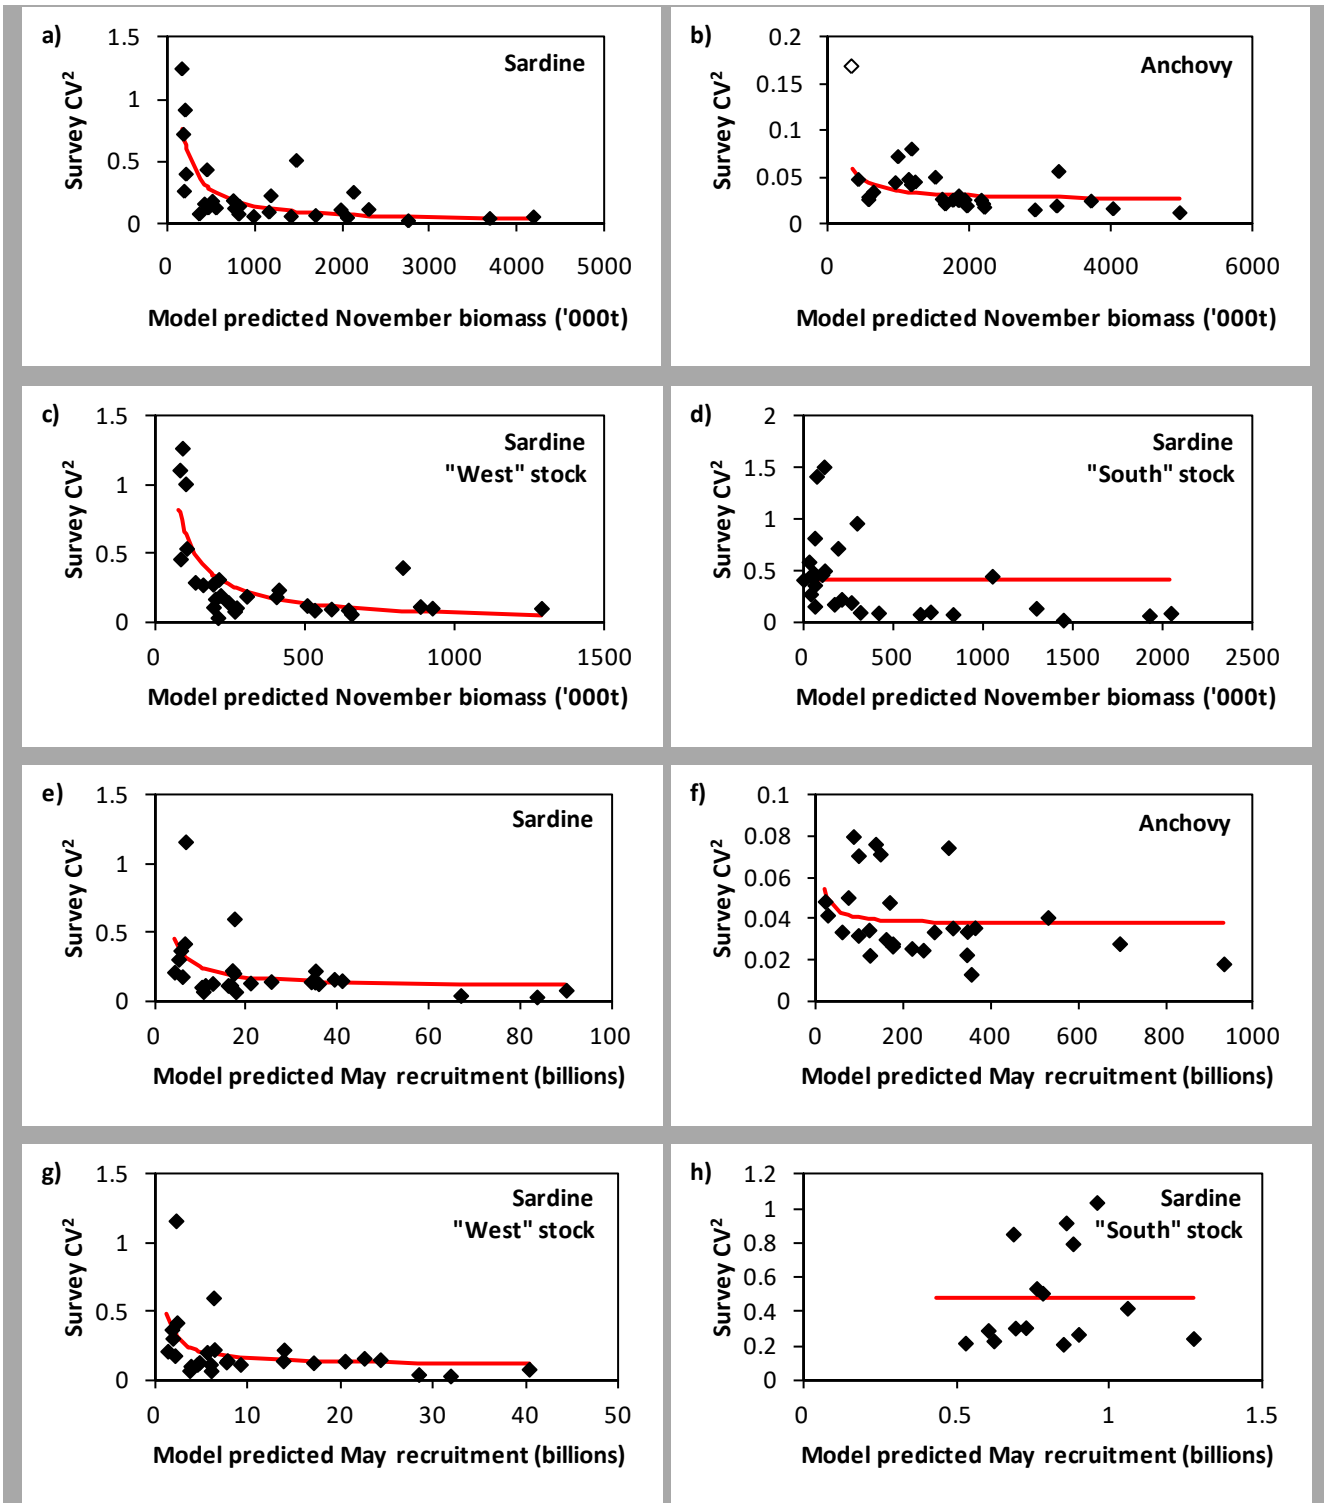 a)
Sardine
Survey CV²
1.5
1
0.5
0
0 1000 2000 3000 4000 5000
Model predicted November biomass ('000t)
b)
Anchovy
Survey CV²
0.2
0.15
0.1
0.05
0
0 2000 4000 6000
Model predicted November biomass ('000t)
c)
Sardine
"West" stock
Survey CV²
1.5
1
0.5
0
0 500 1000 1500
Model predicted November biomass ('000t)
d)
Sardine
"South" stock
Survey CV²
2
1.5
1
0.5
0
0 500 1000 1500 2000 2500
Model predicted November biomass ('000t)
e)
Sardine
Survey CV²
1.5
1
0.5
0
0 20 40 60 80 100
Model predicted May recruitment (billions)
f)
Anchovy
Survey CV²
0.1
0.08
0.06
0.04
0.02
0
0 200 400 600 800 1000
Model predicted May recruitment (billions)
g)
Sardine
"West" stock
Survey CV²
1.5
1
0.5
0
0 10 20 30 40 50
Model predicted May recruitment (billions)
h)
Sardine
"South" stock
Survey CV²
1.2
1
0.8
0.6
0.4
0.2
0
0 0.5 1 1.5
Model predicted May recruitment (billions)